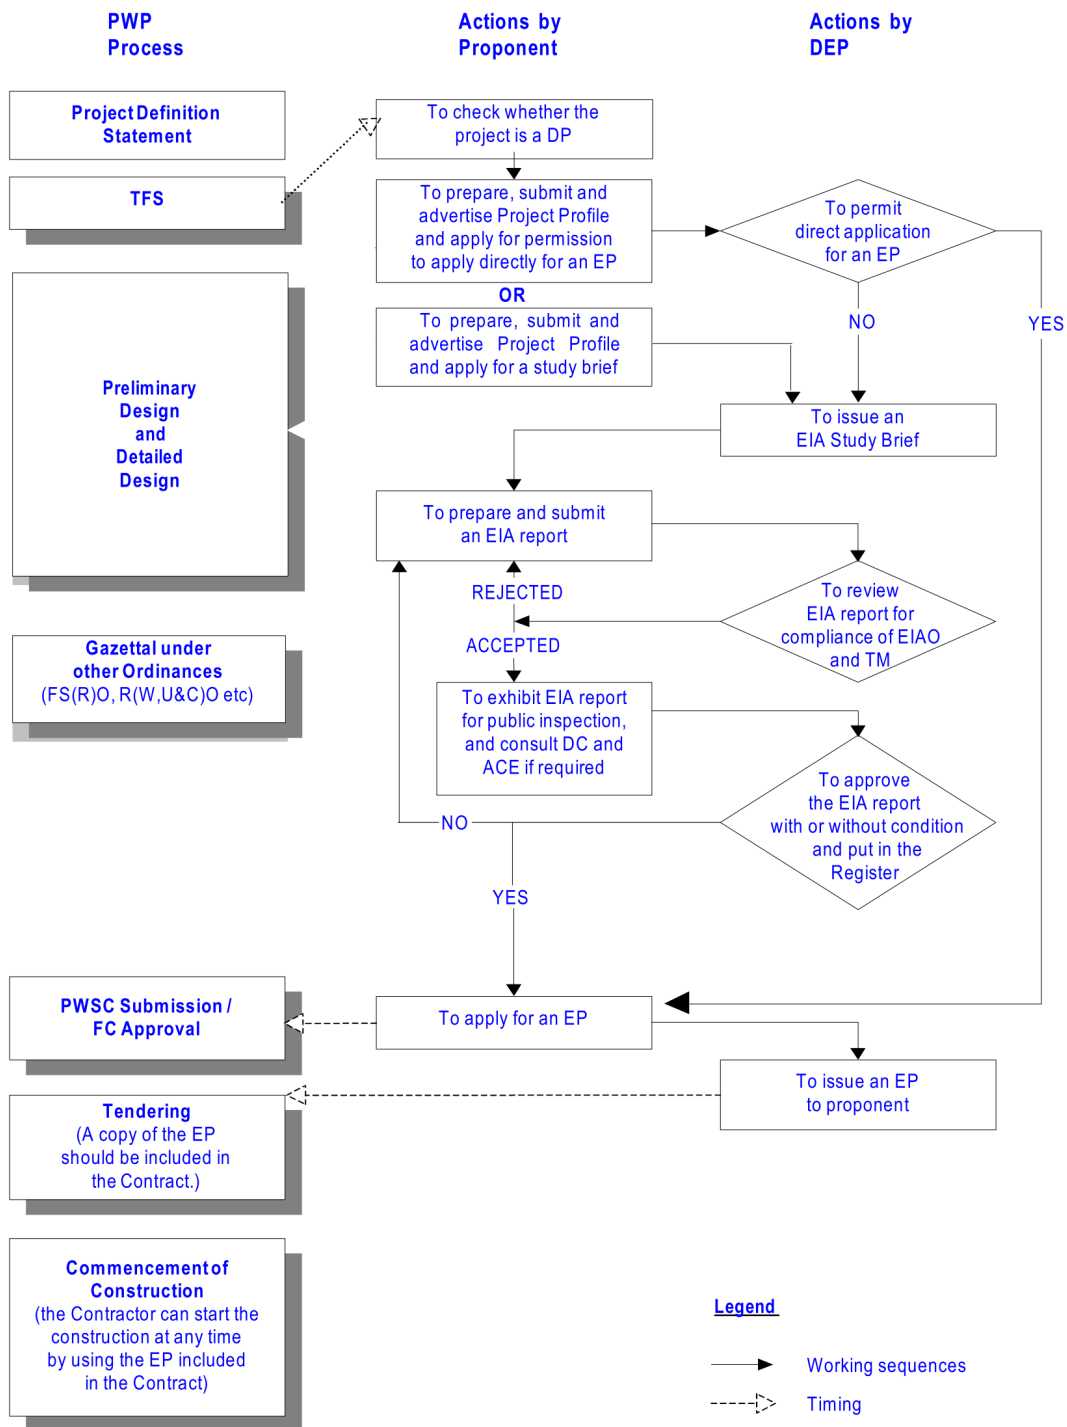 PWP
Process
Actions by
Proponent
Actions by
DEP
Project Definition
Statement
TFS
Preliminary
Design
and
Detailed
Design
Gazettal under
other Ordinances
(FS(R)O, R(W,U&C)O etc)
PWSC Submission /
FC Approval
Tendering
(A copy of the EP
should be included in
the Contract.)
Commencement of
Construction
(the Contractor can start the
construction at any time
by using the EP included
in the Contract)
To check whether the
project is a DP
To prepare, submit and
advertise Project Profile
and apply for permission
to apply directly for an EP
OR
To prepare, submit and
advertise Project Profile
and apply for a study brief
To permit
direct application
for an EP
NO
YES
To issue an
EIA Study Brief
To prepare and submit
an EIA report
REJECTED
ACCEPTED
To review
EIA report for
compliance of EIAO
and TM
To exhibit EIA report
for public inspection,
and consult DC and
ACE if required
To approve
the EIA report
with or without condition
and put in the
Register
NO
YES
To apply for an EP
To issue an EP
to proponent
Legend
Working sequences
Timing